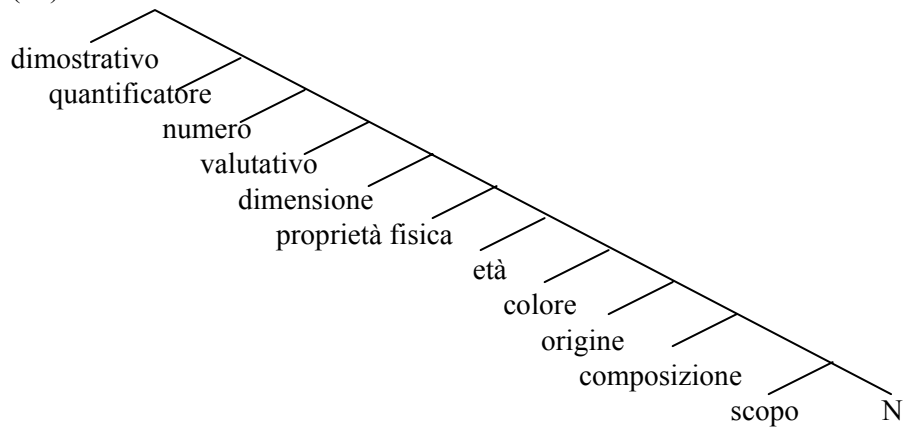 dimostrativo
quantificatore
numero
valutativo
dimensione
proprietà fisica
età
colore
origine
composizione
scopo N